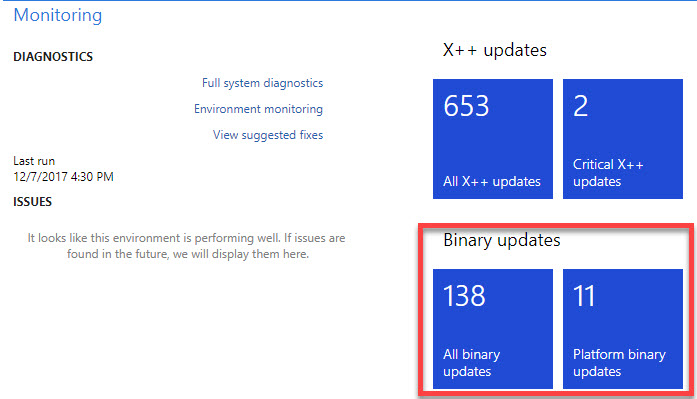 Monitoring
DIAGNOSTICS
Full system diagnostics
Environment monitoring
View suggested fixes
Last run
12/7/2017 4:30 PM
ISSUES
It looks like this environment is performing well. If issues are
found in the future, we will display them here.
X++ updates
653
All X++ updates
2
Critical X++
updates
Binary updates
138
All binary
updates
11
Platform binary
updates